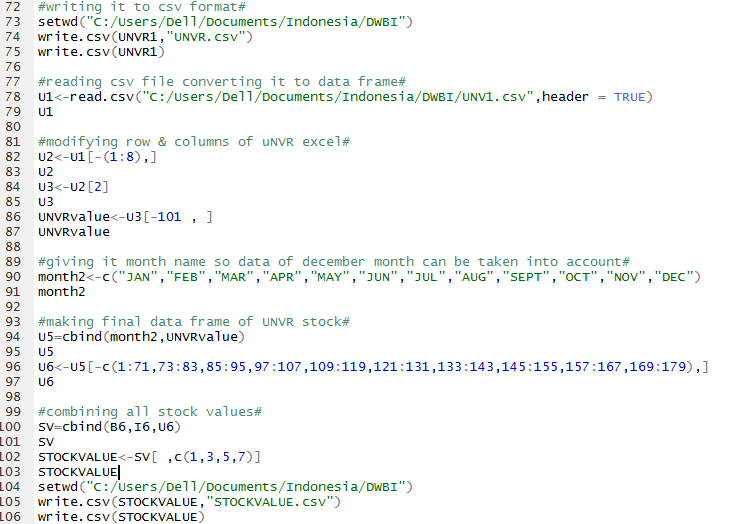 72 #writing it to csv format#
73 setwd("C:/Users/Dell/Documents/Indonesia/DWBI")
74 write.csv(UNVR1,"UNVR.csv")
75 write.csv(UNVR1)
76
77 #reading csv file converting it to data frame#
78 U1<-read.csv("C:/Users/Dell/Documents/Indonesia/DWBI/UNV1.csv",header = TRUE)
79 U1
80
81 #modifying row & columns of uNVR excel#
82 U2<-U1[-(1:8),]
83 U2
84 U3<-U2[2]
85 U3
86 UNVRvalue<-U3[-101 , ]
87 UNVRvalue
88
89 #giving it month name so data of december month can be taken into account#
90 month2<-c("JAN","FEB","MAR","APR","MAY","JUN","JUL","AUG","SEPT","OCT","NOV","DEC")
91 month2
92
93 #making final data frame of UNVR stock#
94 U5=cbind(month2,UNVRvalue)
95 U5
96 U6<-U5[-c(1:71,73:83,85:95,97:107,109:119,121:131,133:143,145:155,157:167,169:179),]
97 U6
98
99 #combining all stock values#
100 SV=cbind(B6,I6,U6)
101 SV
102 STOCKVALUE<-SV[ ,c(1,3,5,7)]
103 STOCKVALUE
104 setwd("C:/Users/Dell/Documents/Indonesia/DWBI")
105 write.csv(STOCKVALUE,"STOCKVALUE.csv")
106 write.csv(STOCKVALUE)